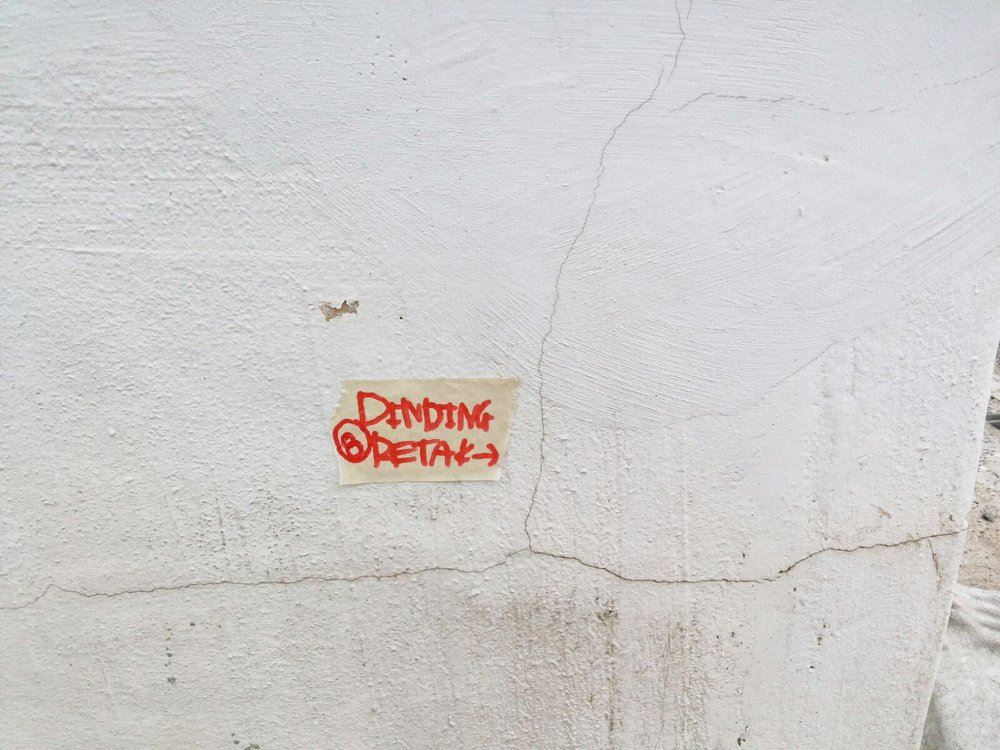 DINDING
Ⓑ RETAK→